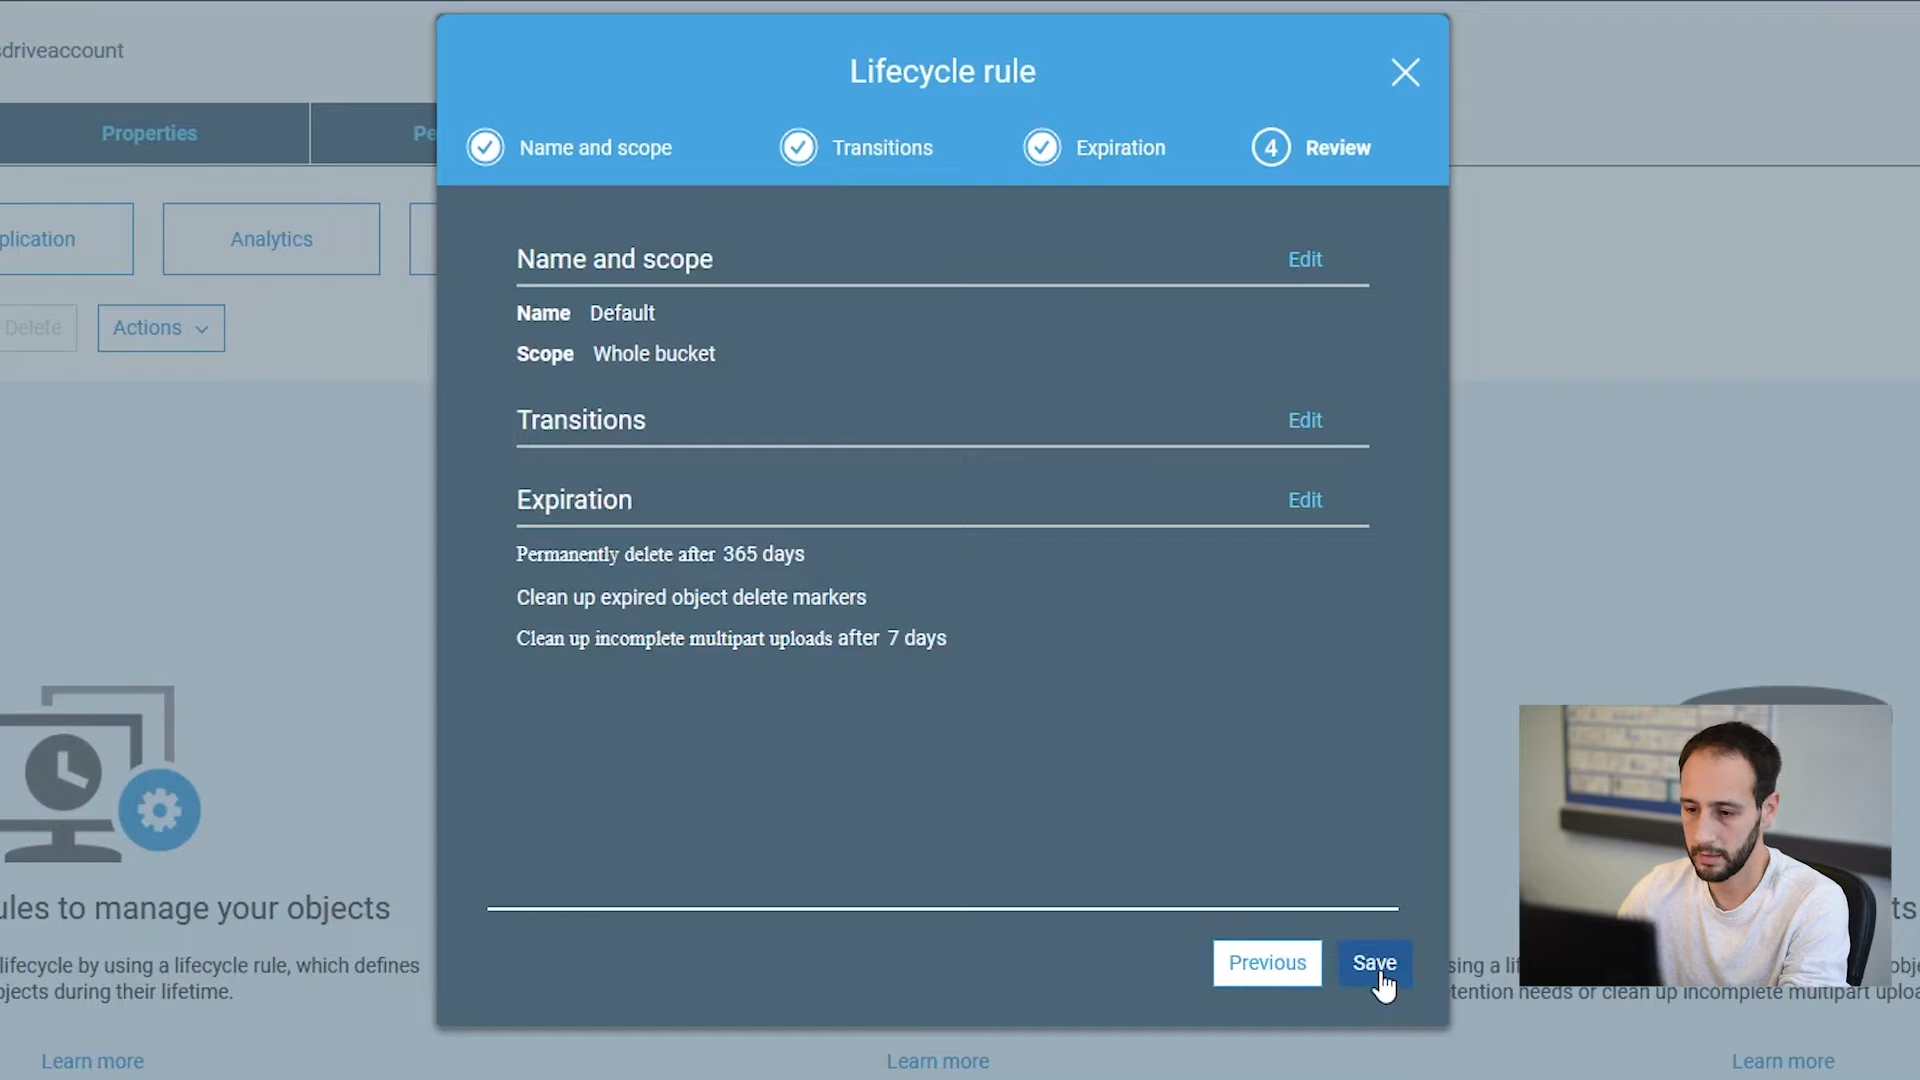 driveaccount
Lifecycle rule
Properties
Pe
Name and scope
Transitions
Expiration
4 Review
plication
Analytics
Delete
Actions
Name and scope
Edit
Name Default
Scope Whole bucket
Transitions
Edit
Expiration
Edit
Permanently delete after 365 days
Clean up expired object delete markers
Clean up incomplete multipart uploads after 7 days
ules to manage your objects
ts
lifecycle by using a lifecycle rule, which defines
bjects during their lifetime.
Previous
Save
sing a lif
obje
tention needs or clean up incomplete multipart uploa
Learn more
Learn more
Learn more